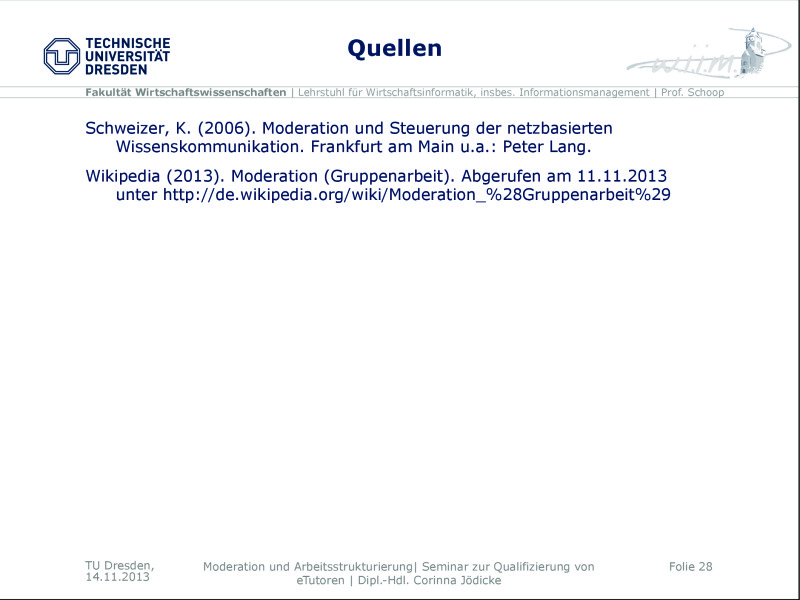 TECHNISCHE
UNIVERSITÄT
DRESDEN
Quellen
w.i.i.M.
Fakultät Wirtschaftswissenschaften | Lehrstuhl für Wirtschaftsinformatik, insbes. Informationsmanagement | Prof. Schoop
Schweizer, K. (2006). Moderation und Steuerung der netzbasierten
Wissenskommunikation. Frankfurt am Main u.a.: Peter Lang.
Wikipedia (2013). Moderation (Gruppenarbeit). Abgerufen am 11.11.2013
unter http://de.wikipedia.org/wiki/Moderation_%28Gruppenarbeit%29
TU Dresden,
14.11.2013
Moderation und Arbeitsstrukturierung| Seminar zur Qualifizierung von
eTutoren | Dipl.-Hdl. Corinna Jödicke
Folie 28